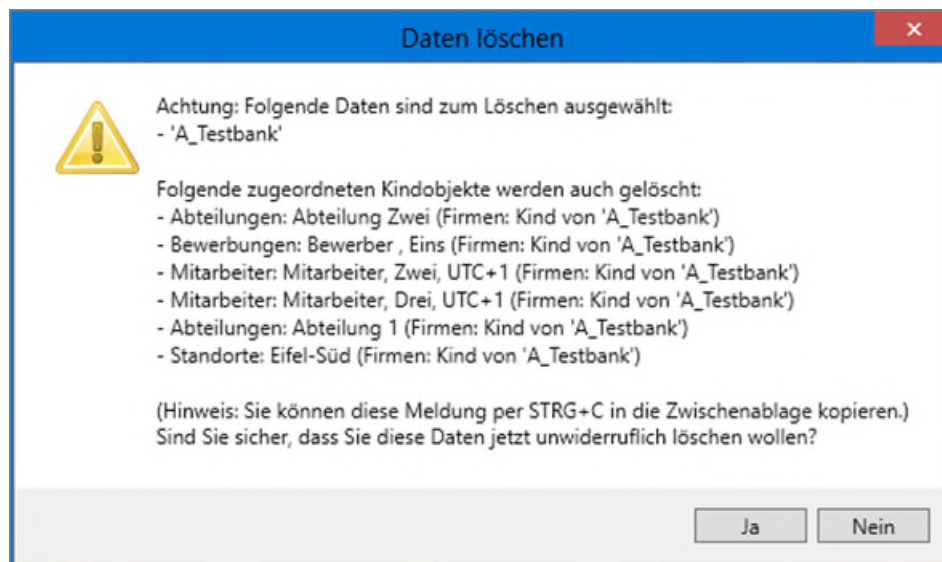 Daten löschen
Achtung: Folgende Daten sind zum Löschen ausgewählt:
- 'A_Testbank'
Folgende zugeordneten Kindobjekte werden auch gelöscht:
- Abteilungen: Abteilung Zwei (Firmen: Kind von 'A_Testbank')
- Bewerbungen: Bewerber , Eins (Firmen: Kind von 'A_Testbank')
- Mitarbeiter: Mitarbeiter, Zwei, UTC+1 (Firmen: Kind von 'A_Testbank')
- Mitarbeiter: Mitarbeiter, Drei, UTC+1 (Firmen: Kind von 'A_Testbank')
- Abteilungen: Abteilung 1 (Firmen: Kind von 'A_Testbank')
- Standorte: Eifel-Süd (Firmen: Kind von 'A_Testbank')
(Hinweis: Sie können diese Meldung per STRG+C in die Zwischenablage kopieren.)
Sind Sie sicher, dass Sie diese Daten jetzt unwiderruflich löschen wollen?
Ja
Nein